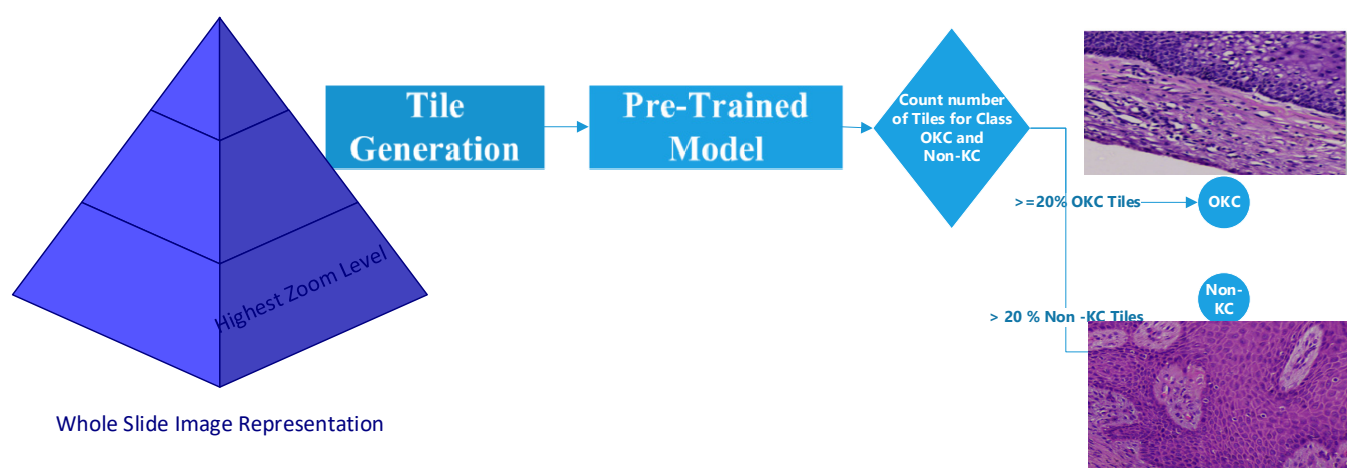 Highest Zoom Level
Whole Slide Image Representation
Tile
Generation
Pre-Trained
Model
Count number
of Tiles for Class
OKC and
Non-KC
>=20% OKC Tiles
OKC
Non-
KC
> 20 % Non -KC Tiles